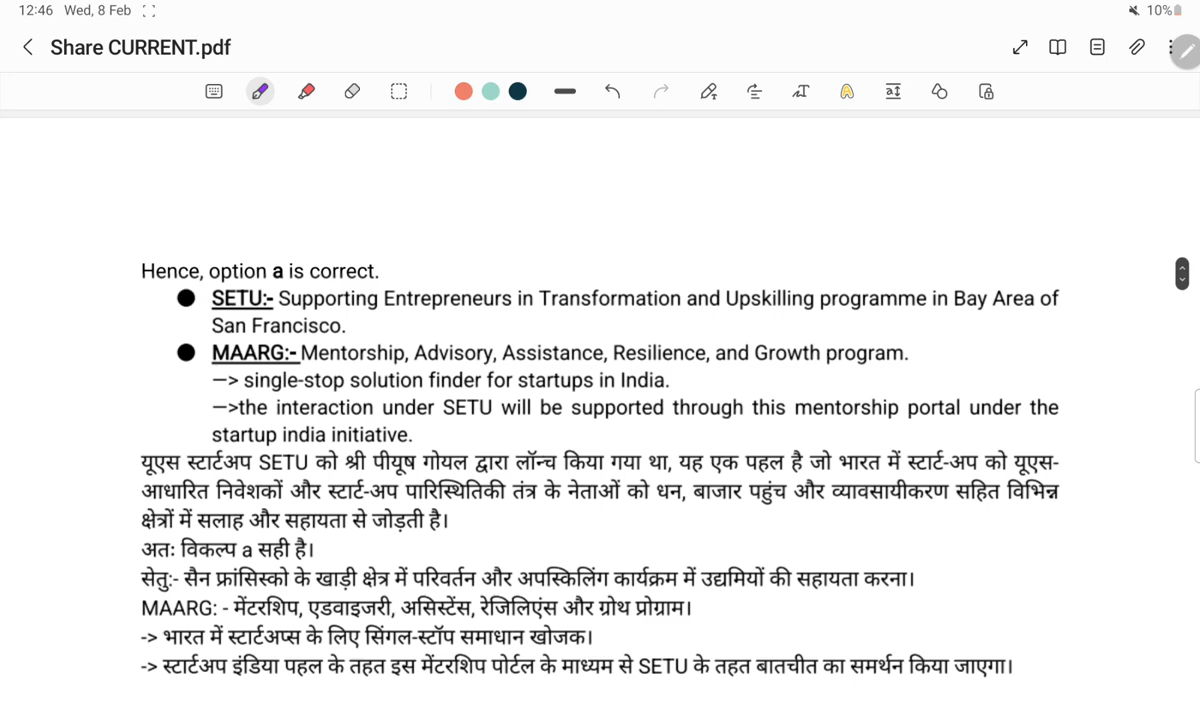 12:46 Wed, 8 Feb
10%
Share CURRENT.pdf
Hence, option a is correct.
● SETU:- Supporting Entrepreneurs in Transformation and Upskilling programme in Bay Area of
San Francisco.
● MAARG:- Mentorship, Advisory, Assistance, Resilience, and Growth program.
—> single-stop solution finder for startups in India.
—>the interaction under SETU will be supported through this mentorship portal under the
startup india initiative.
यूएस स्टार्टअप SETU को श्री पीयूष गोयल द्वारा लॉन्च किया गया था, यह एक पहल है जो भारत में स्टार्ट-अप को यूएस-
आधारित निवेशकों और स्टार्ट-अप पारिस्थितिकी तंत्र के नेताओं को धन, बाजार पहुंच और व्यावसायीकरण सहित विभिन्न
क्षेत्रों में सलाह और सहायता से जोड़ती है।
अतः विकल्प a सही है।
सेतु:- सैन फ्रांसिस्को के खाड़ी क्षेत्र में परिवर्तन और अपस्किलिंग कार्यक्रम में उद्यमियों की सहायता करना।
MAARG: - मेंटरशिप, एडवाइजरी, असिस्टेंस, रेजिलिएंस और ग्रोथ प्रोग्राम।
-> भारत में स्टार्टअप्स के लिए सिंगल-स्टॉप समाधान खोजक।
-> स्टार्टअप इंडिया पहल के तहत इस मेंटरशिप पोर्टल के माध्यम से SETU के तहत बातचीत का समर्थन किया जाएगा।